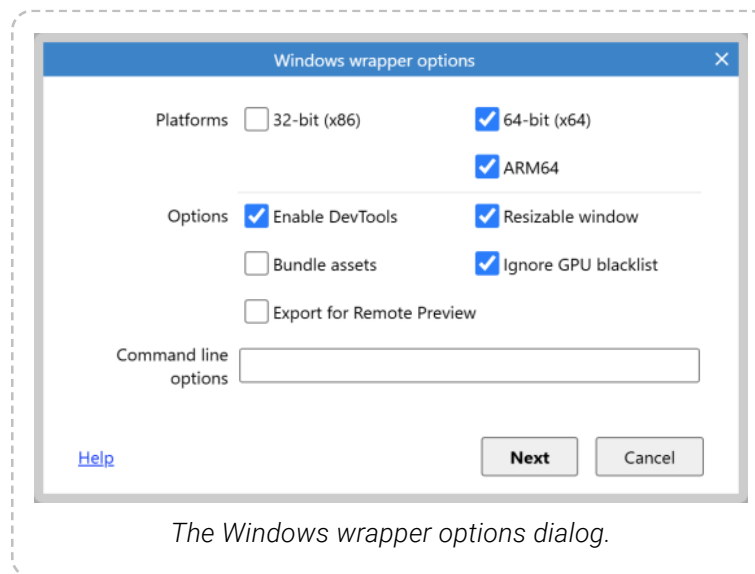 Windows wrapper options
Platforms 32-bit (x86) 64-bit (x64)
ARM64
Options Enable DevTools Resizable window
Bundle assets Ignore GPU blacklist
Export for Remote Preview
Command line
options
Help Next Cancel
The Windows wrapper options dialog.